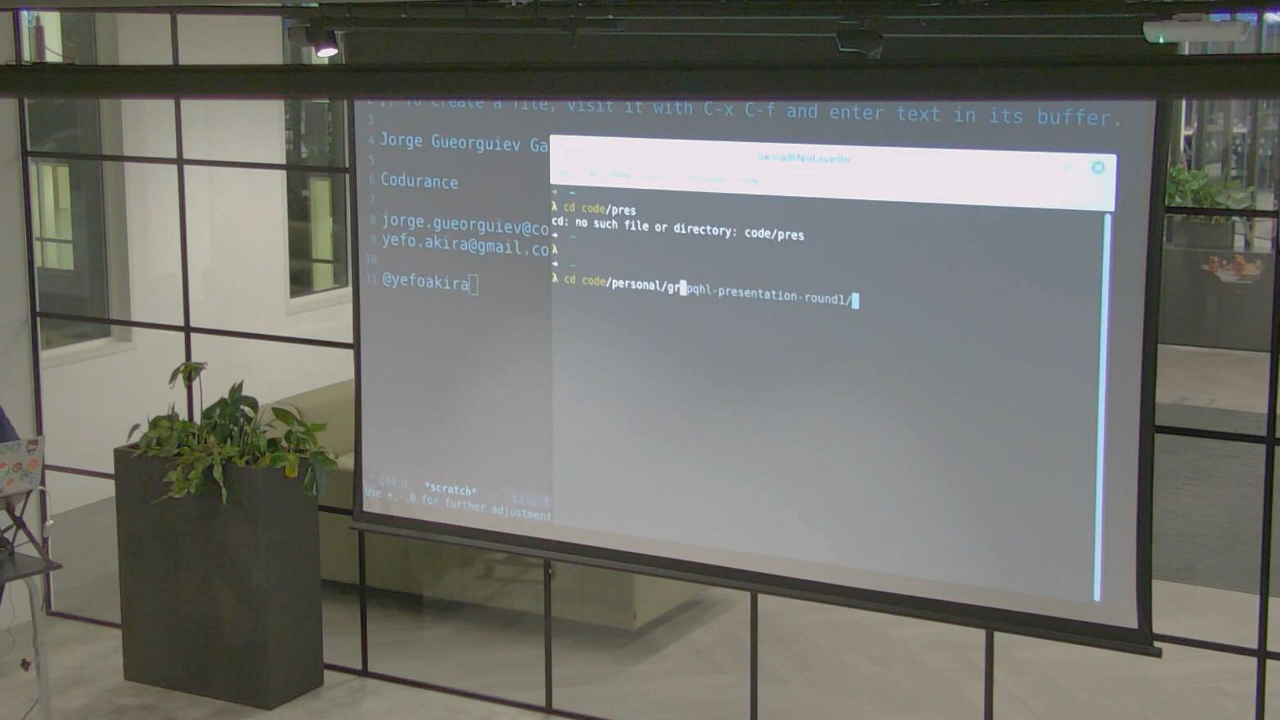 // To create a file, visit it with C-x C-f and enter text in its buffer.
3
4 Jorge Gueorguiev Ga
5
6 Codurance
7
8 jorge.gueorguiev@co
9 yefo.akira@gmail.co
10
11 @yefoakira
*scratch*
Use +,-,0 for further adjustment
λ cd code/pres
cd: no such file or directory: code/pres
λ
λ cd code/personal/grpqhl-presentation-round1/